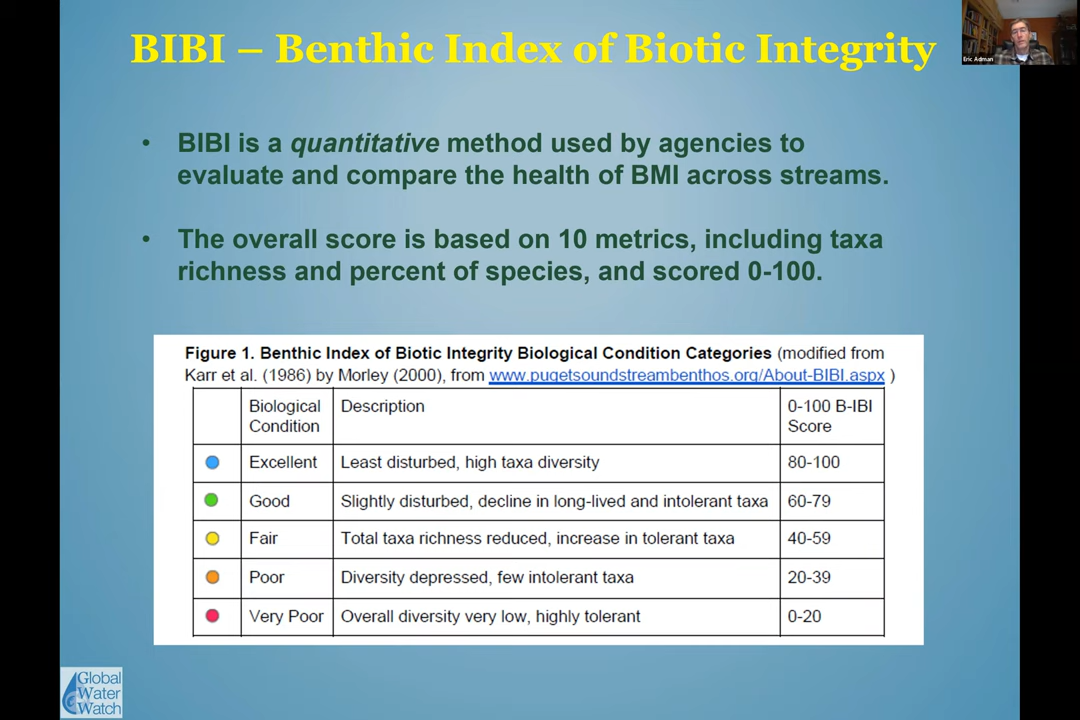 BIBI – Benthic Index of Biotic Integrity
Eric Adman
• BIBI is a quantitative method used by agencies to
evaluate and compare the health of BMI across streams.
• The overall score is based on 10 metrics, including taxa
richness and percent of species, and scored 0-100.
Figure 1. Benthic Index of Biotic Integrity Biological Condition Categories (modified from
Karr et al. (1986) by Morley (2000), from www.pugetsoundstreambenthos.org/About-BIBI.aspx )
Biological
Condition
Description
0-100 B-IBI
Score
Excellent
Least disturbed, high taxa diversity
80-100
Good
Slightly disturbed, decline in long-lived and intolerant taxa
60-79
Fair
Total taxa richness reduced, increase in tolerant taxa
40-59
Poor
Diversity depressed, few intolerant taxa
20-39
Very Poor
Overall diversity very low, highly tolerant
0-20
Global
Water
Watch